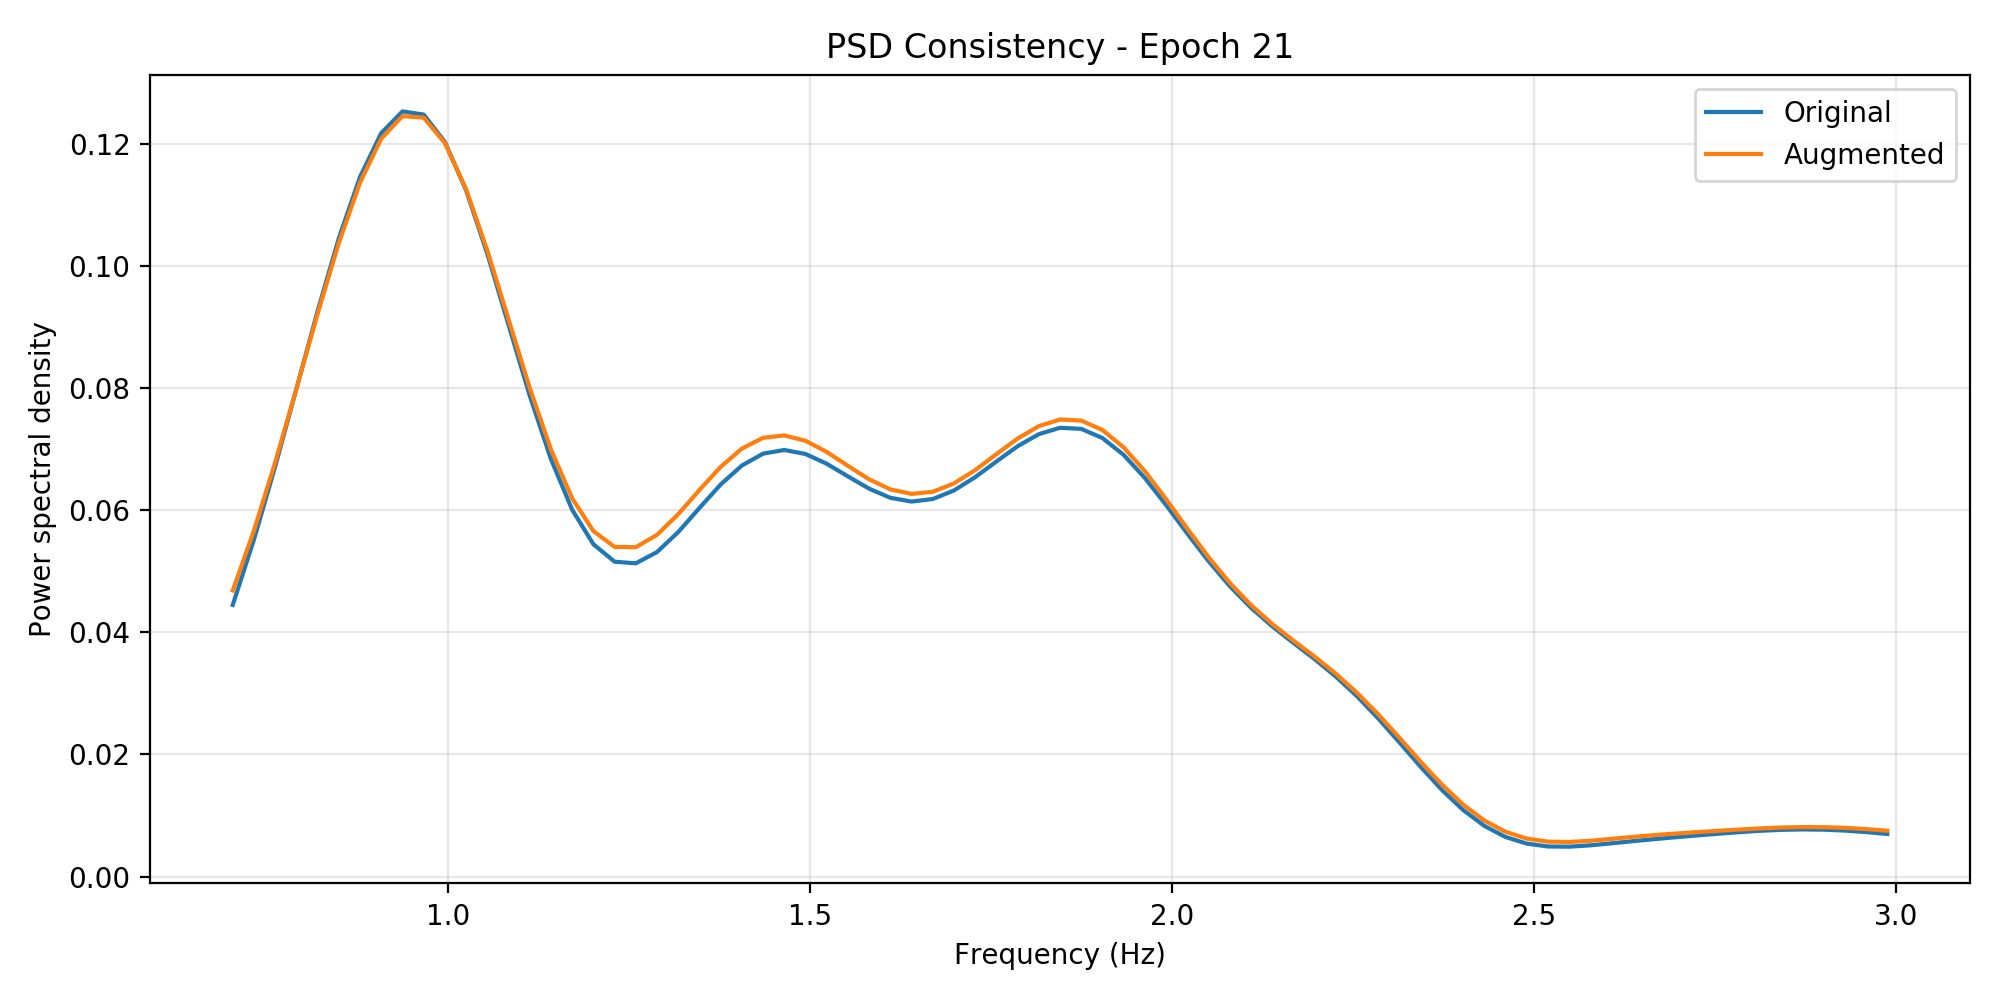 PSD Consistency - Epoch 21
Original
Augmented
Power spectral density
0.12
0.10
0.08
0.06
0.04
0.02
0.00
1.0 1.5 2.0 2.5 3.0
Frequency (Hz)